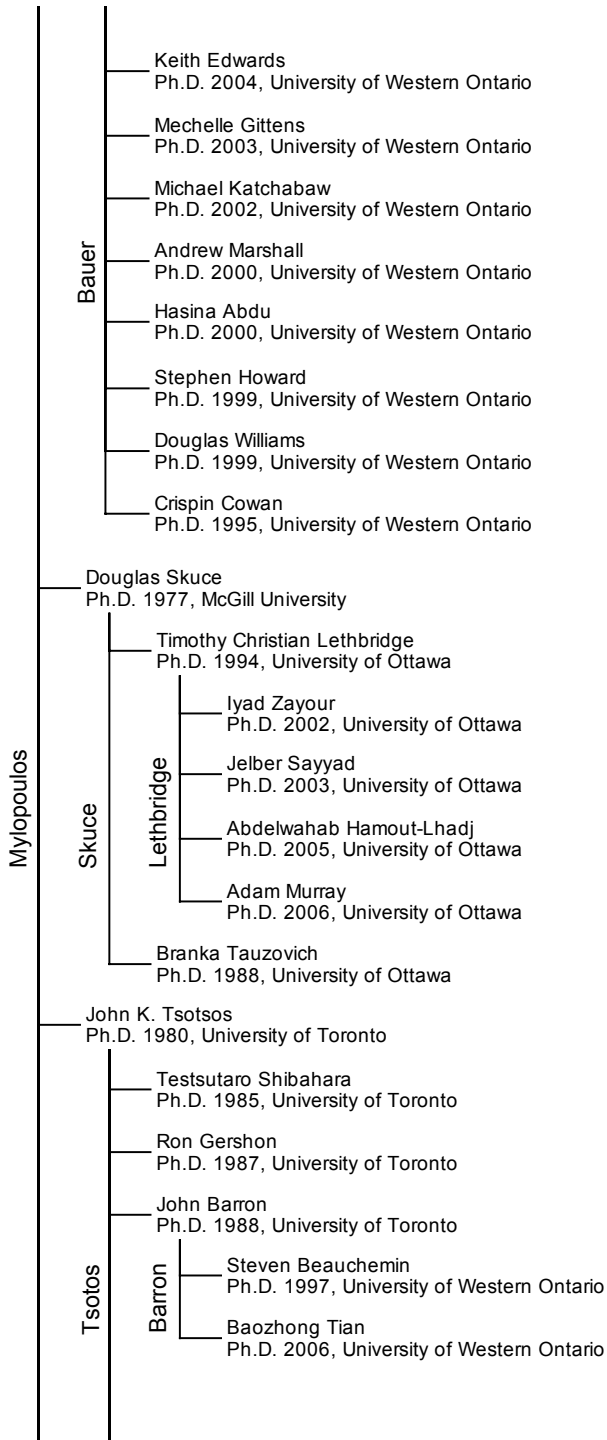 Keith Edwards
Ph.D. 2004, University of Western Ontario
Mechelle Gittens
Ph.D. 2003, University of Western Ontario
Michael Katchabaw
Ph.D. 2002, University of Western Ontario
Andrew Marshall
Ph.D. 2000, University of Western Ontario
Hasina Abdu
Ph.D. 2000, University of Western Ontario
Stephen Howard
Ph.D. 1999, University of Western Ontario
Douglas Williams
Ph.D. 1999, University of Western Ontario
Crispin Cowan
Ph.D. 1995, University of Western Ontario
Bauer
Douglas Skuce
Ph.D. 1977, McGill University
Timothy Christian Lethbridge
Ph.D. 1994, University of Ottawa
Iyad Zayour
Ph.D. 2002, University of Ottawa
Jelber Sayyad
Ph.D. 2003, University of Ottawa
Abdelwahab Hamout-Lhadj
Ph.D. 2005, University of Ottawa
Adam Murray
Ph.D. 2006, University of Ottawa
Lethbridge
Branka Tauzovich
Ph.D. 1988, University of Ottawa
Skuce
Mylopoulos
John K. Tsotsos
Ph.D. 1980, University of Toronto
Testsutaro Shibahara
Ph.D. 1985, University of Toronto
Ron Gershon
Ph.D. 1987, University of Toronto
John Barron
Ph.D. 1988, University of Toronto
Steven Beauchemin
Ph.D. 1997, University of Western Ontario
Baozhong Tian
Ph.D. 2006, University of Western Ontario
Barron
Tsotos